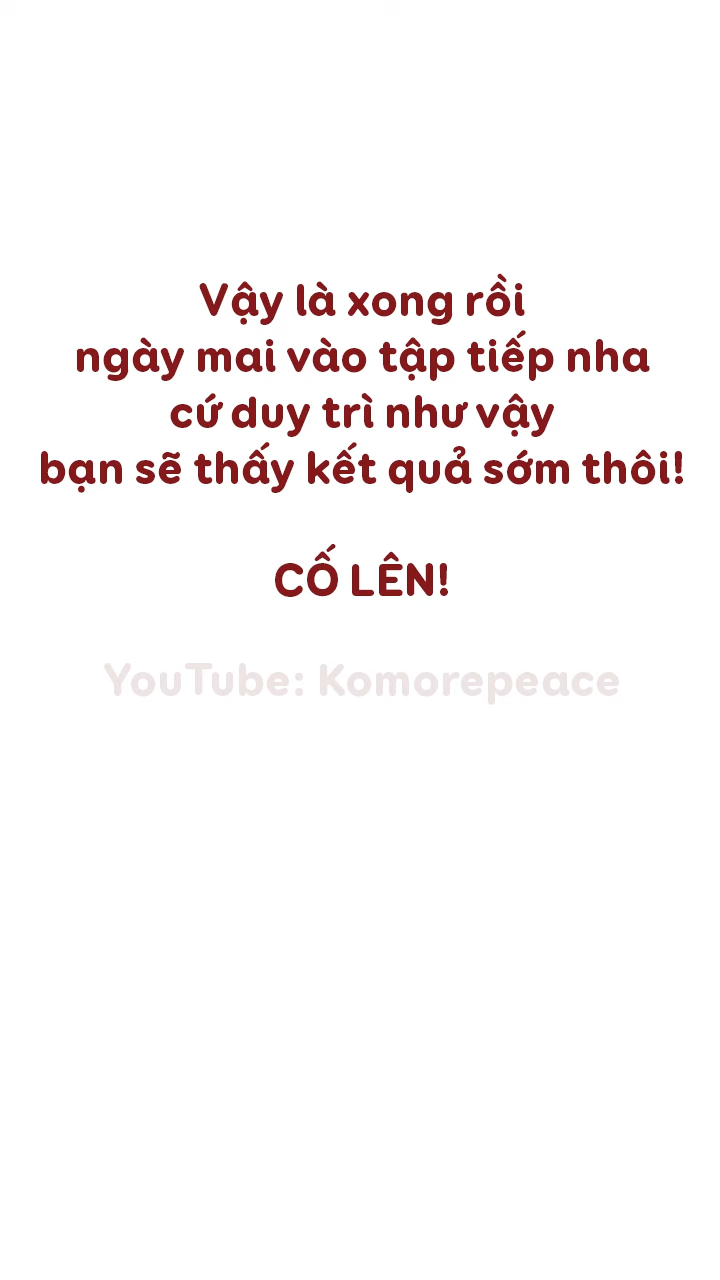 Vậy là xong rồi
ngày mai vào tập tiếp nha
cứ duy trì như vậy
bạn sẽ thấy kết quả sớm thôi!
CỐ LÊN!
YouTube: Komorepeace